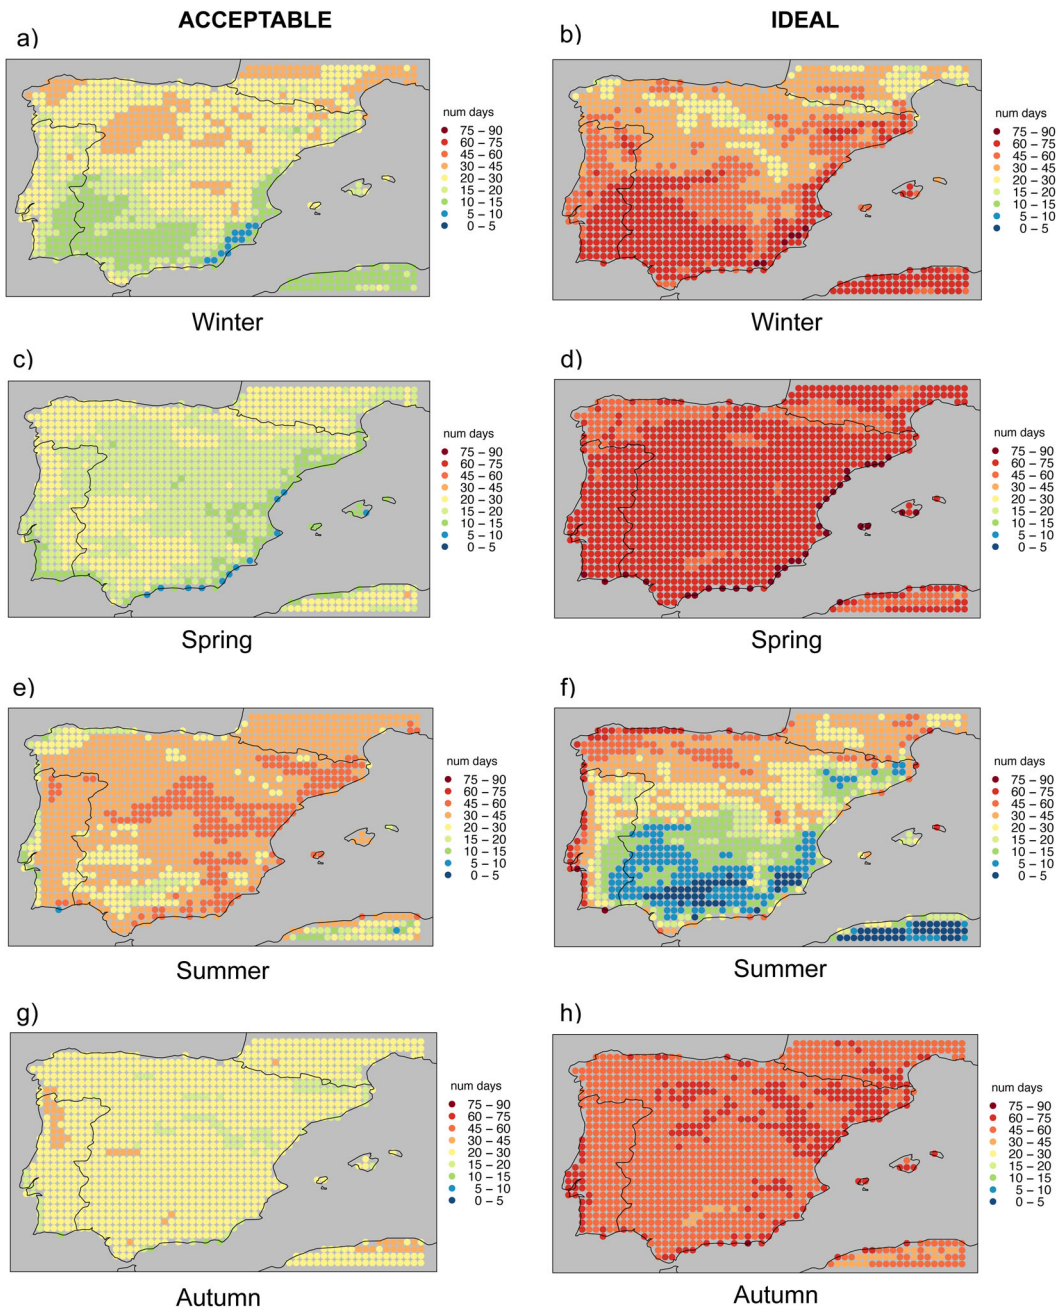 ACCEPTABLE
IDEAL
a)
num days
75 – 90
60 – 75
45 – 60
30 – 45
20 – 30
15 – 20
10 – 15
5 – 10
0 – 5
Winter
b)
num days
75 – 90
60 – 75
45 – 60
30 – 45
20 – 30
15 – 20
10 – 15
5 – 10
0 – 5
Winter
c)
num days
75 – 90
60 – 75
45 – 60
30 – 45
20 – 30
15 – 20
10 – 15
5 – 10
0 – 5
Spring
d)
num days
75 – 90
60 – 75
45 – 60
30 – 45
20 – 30
15 – 20
10 – 15
5 – 10
0 – 5
Spring
e)
num days
75 – 90
60 – 75
45 – 60
30 – 45
20 – 30
15 – 20
10 – 15
5 – 10
0 – 5
Summer
f)
num days
75 – 90
60 – 75
45 – 60
30 – 45
20 – 30
15 – 20
10 – 15
5 – 10
0 – 5
Summer
g)
num days
75 – 90
60 – 75
45 – 60
30 – 45
20 – 30
15 – 20
10 – 15
5 – 10
0 – 5
Autumn
h)
num days
75 – 90
60 – 75
45 – 60
30 – 45
20 – 30
15 – 20
10 – 15
5 – 10
0 – 5
Autumn